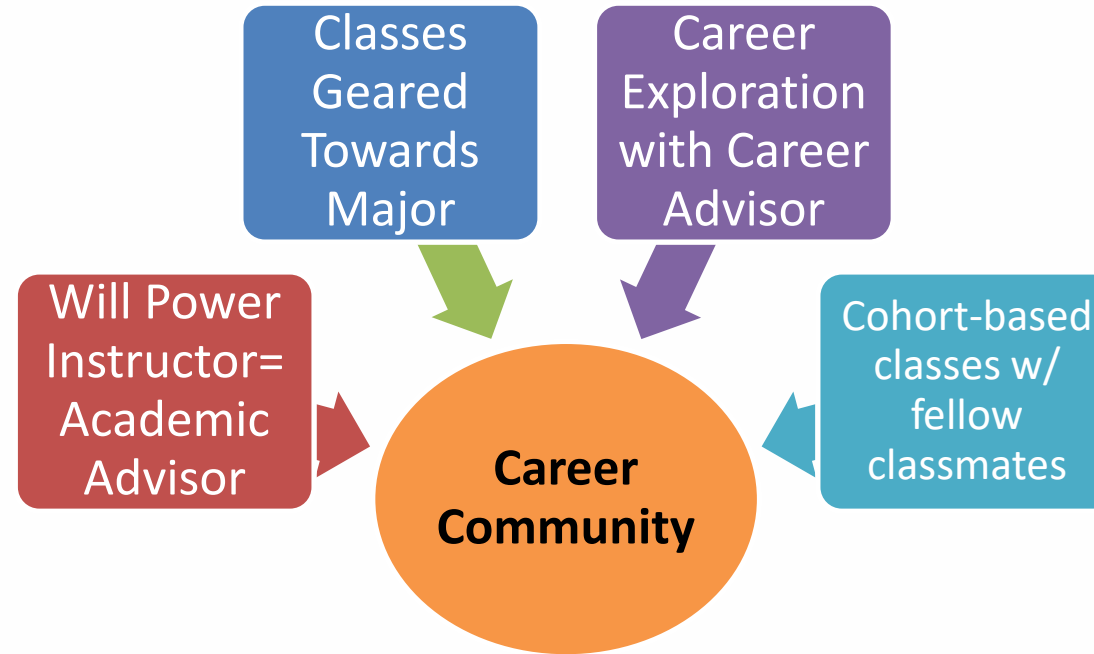 Classes
Geared
Towards
Major
Career
Exploration
with Career
Advisor
Will Power
Instructor=
Academic
Advisor
Cohort-based
classes w/
fellow
classmates
Career
Community